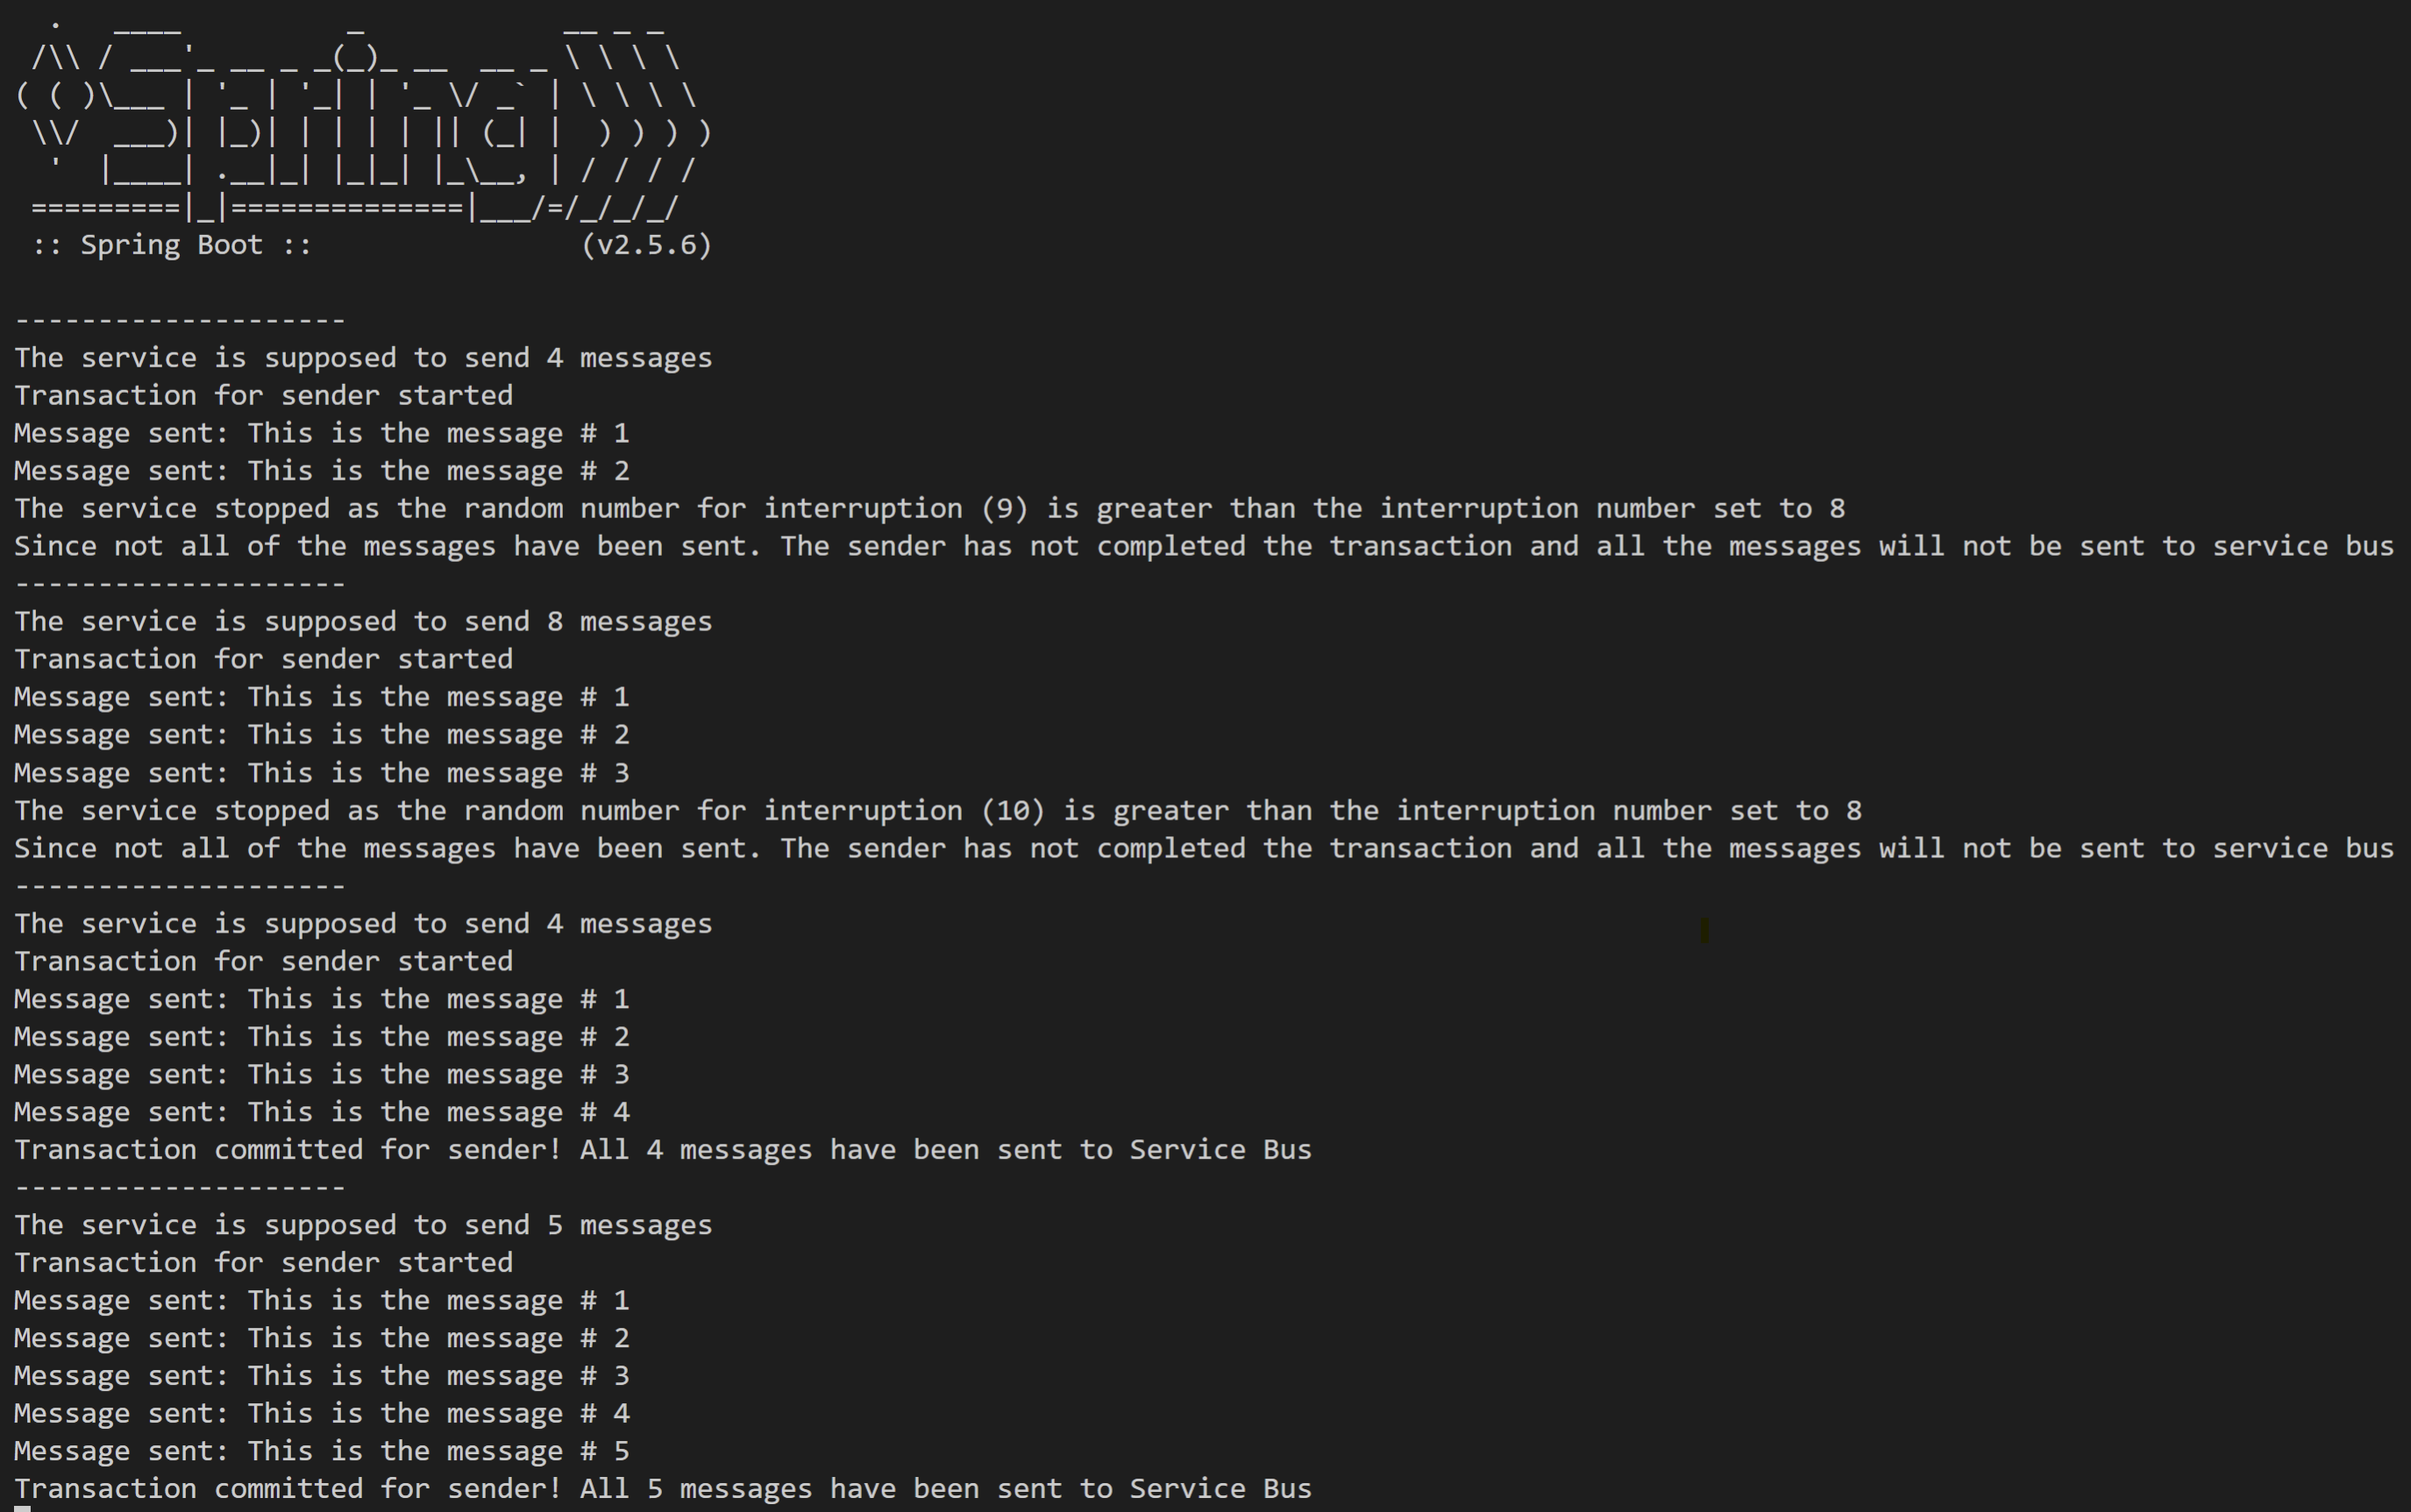 .   ____          _            __ _ _
 /\\ / ___'_ __ _ _(_)_ __  __ _ \ \ \ \
( ( )\___ | '_ | '_| | '_ \/ _` | \ \ \ \
 \\/  ___)| |_)| | | | | || (_| |  ) ) ) )
  '  |____| .__|_| |_|_| |_\__, | / / / /
 =========|_|==============|___/=/_/_/_/
 :: Spring Boot ::                (v2.5.6)
--------------------
The service is supposed to send 4 messages
Transaction for sender started
Message sent: This is the message # 1
Message sent: This is the message # 2
The service stopped as the random number for interruption (9) is greater than the interruption number set to 8
Since not all of the messages have been sent. The sender has not completed the transaction and all the messages will not be sent to service bus
--------------------
The service is supposed to send 8 messages
Transaction for sender started
Message sent: This is the message # 1
Message sent: This is the message # 2
Message sent: This is the message # 3
The service stopped as the random number for interruption (10) is greater than the interruption number set to 8
Since not all of the messages have been sent. The sender has not completed the transaction and all the messages will not be sent to service bus
--------------------
The service is supposed to send 4 messages
Transaction for sender started
Message sent: This is the message # 1
Message sent: This is the message # 2
Message sent: This is the message # 3
Message sent: This is the message # 4
Transaction committed for sender! All 4 messages have been sent to Service Bus
--------------------
The service is supposed to send 5 messages
Transaction for sender started
Message sent: This is the message # 1
Message sent: This is the message # 2
Message sent: This is the message # 3
Message sent: This is the message # 4
Message sent: This is the message # 5
Transaction committed for sender! All 5 messages have been sent to Service Bus